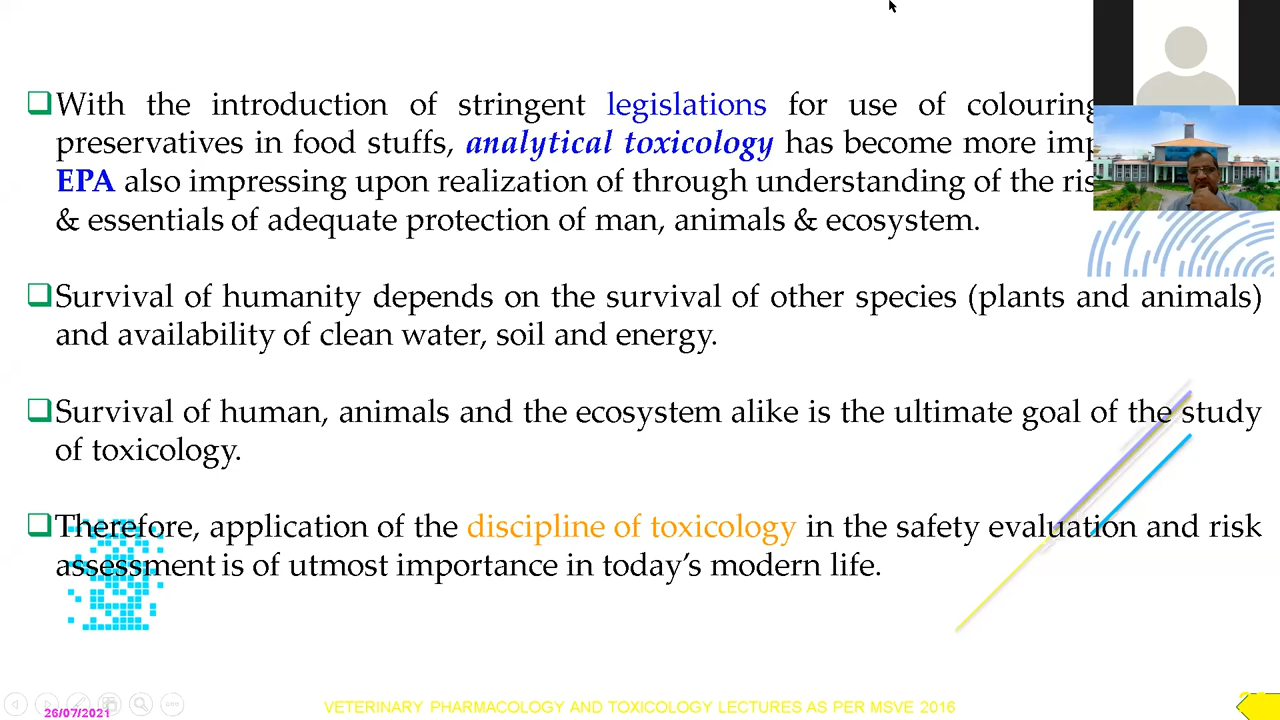 With the introduction of stringent legislations for use of colouring
preservatives in food stuffs, analytical toxicology has become more
EPA also impressing upon realization of through understanding of the
& essentials of adequate protection of man, animals & ecosystem.
Survival of humanity depends on the survival of other species (plants and animals)
and availability of clean water, soil and energy.
Survival of human, animals and the ecosystem alike is the ultimate goal of the study
of toxicology.
Therefore, application of the discipline of toxicology in the safety evaluation and risk
assessment is of utmost importance in today's modern life.
26/07/2021
VETERINARY PHARMACOLOGY AND TOXICOLOGY LECTURES AS PER MSVE 2016